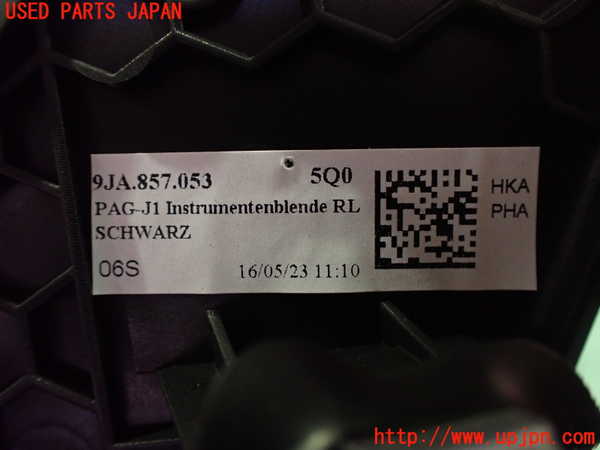 USED PARTS JAPAN
9JA.857.053 5Q0
PAG-J1 Instrumentenblende RL
SCHWARZ
06S 16/05/23 11:10
HKA
PHA
http://www.upjpn.com/